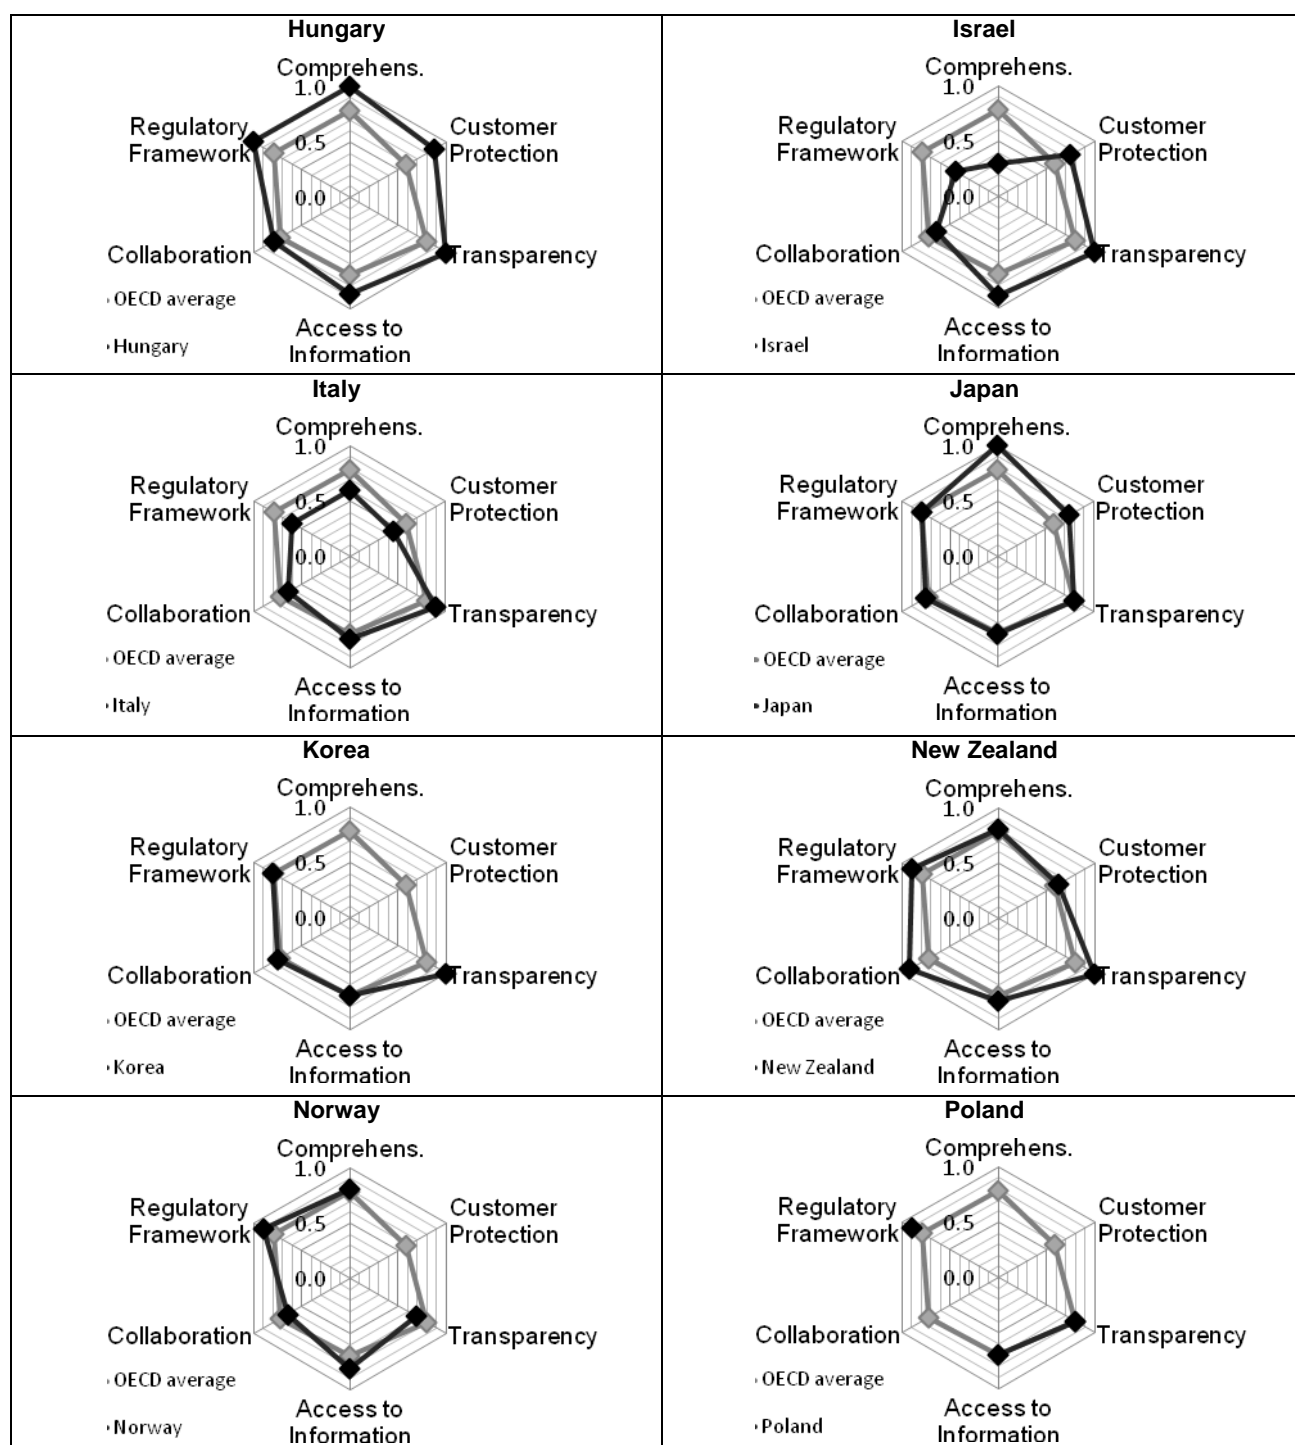 Hungary
Comprehens.
1.0
Customer
Protection
Regulatory
Framework
0.5
0.0
Collaboration
Transparency
OECD average
Access to
Information
Hungary
Israel
Comprehens.
1.0
Customer
Protection
Regulatory
Framework
0.5
0.0
Collaboration
Transparency
OECD average
Access to
Information
Israel
Italy
Comprehens.
1.0
Customer
Protection
Regulatory
Framework
0.5
0.0
Collaboration
Transparency
OECD average
Access to
Information
Italy
Japan
Comprehens.
1.0
Customer
Protection
Regulatory
Framework
0.5
0.0
Collaboration
Transparency
OECD average
Access to
Information
Japan
Korea
Comprehens.
1.0
Customer
Protection
Regulatory
Framework
0.5
0.0
Collaboration
Transparency
OECD average
Access to
Information
Korea
New Zealand
Comprehens.
1.0
Customer
Protection
Regulatory
Framework
0.5
0.0
Collaboration
Transparency
OECD average
Access to
Information
New Zealand
Norway
Comprehens.
1.0
Customer
Protection
Regulatory
Framework
0.5
0.0
Collaboration
Transparency
OECD average
Access to
Information
Norway
Poland
Comprehens.
1.0
Customer
Protection
Regulatory
Framework
0.5
0.0
Collaboration
Transparency
OECD average
Access to
Information
Poland